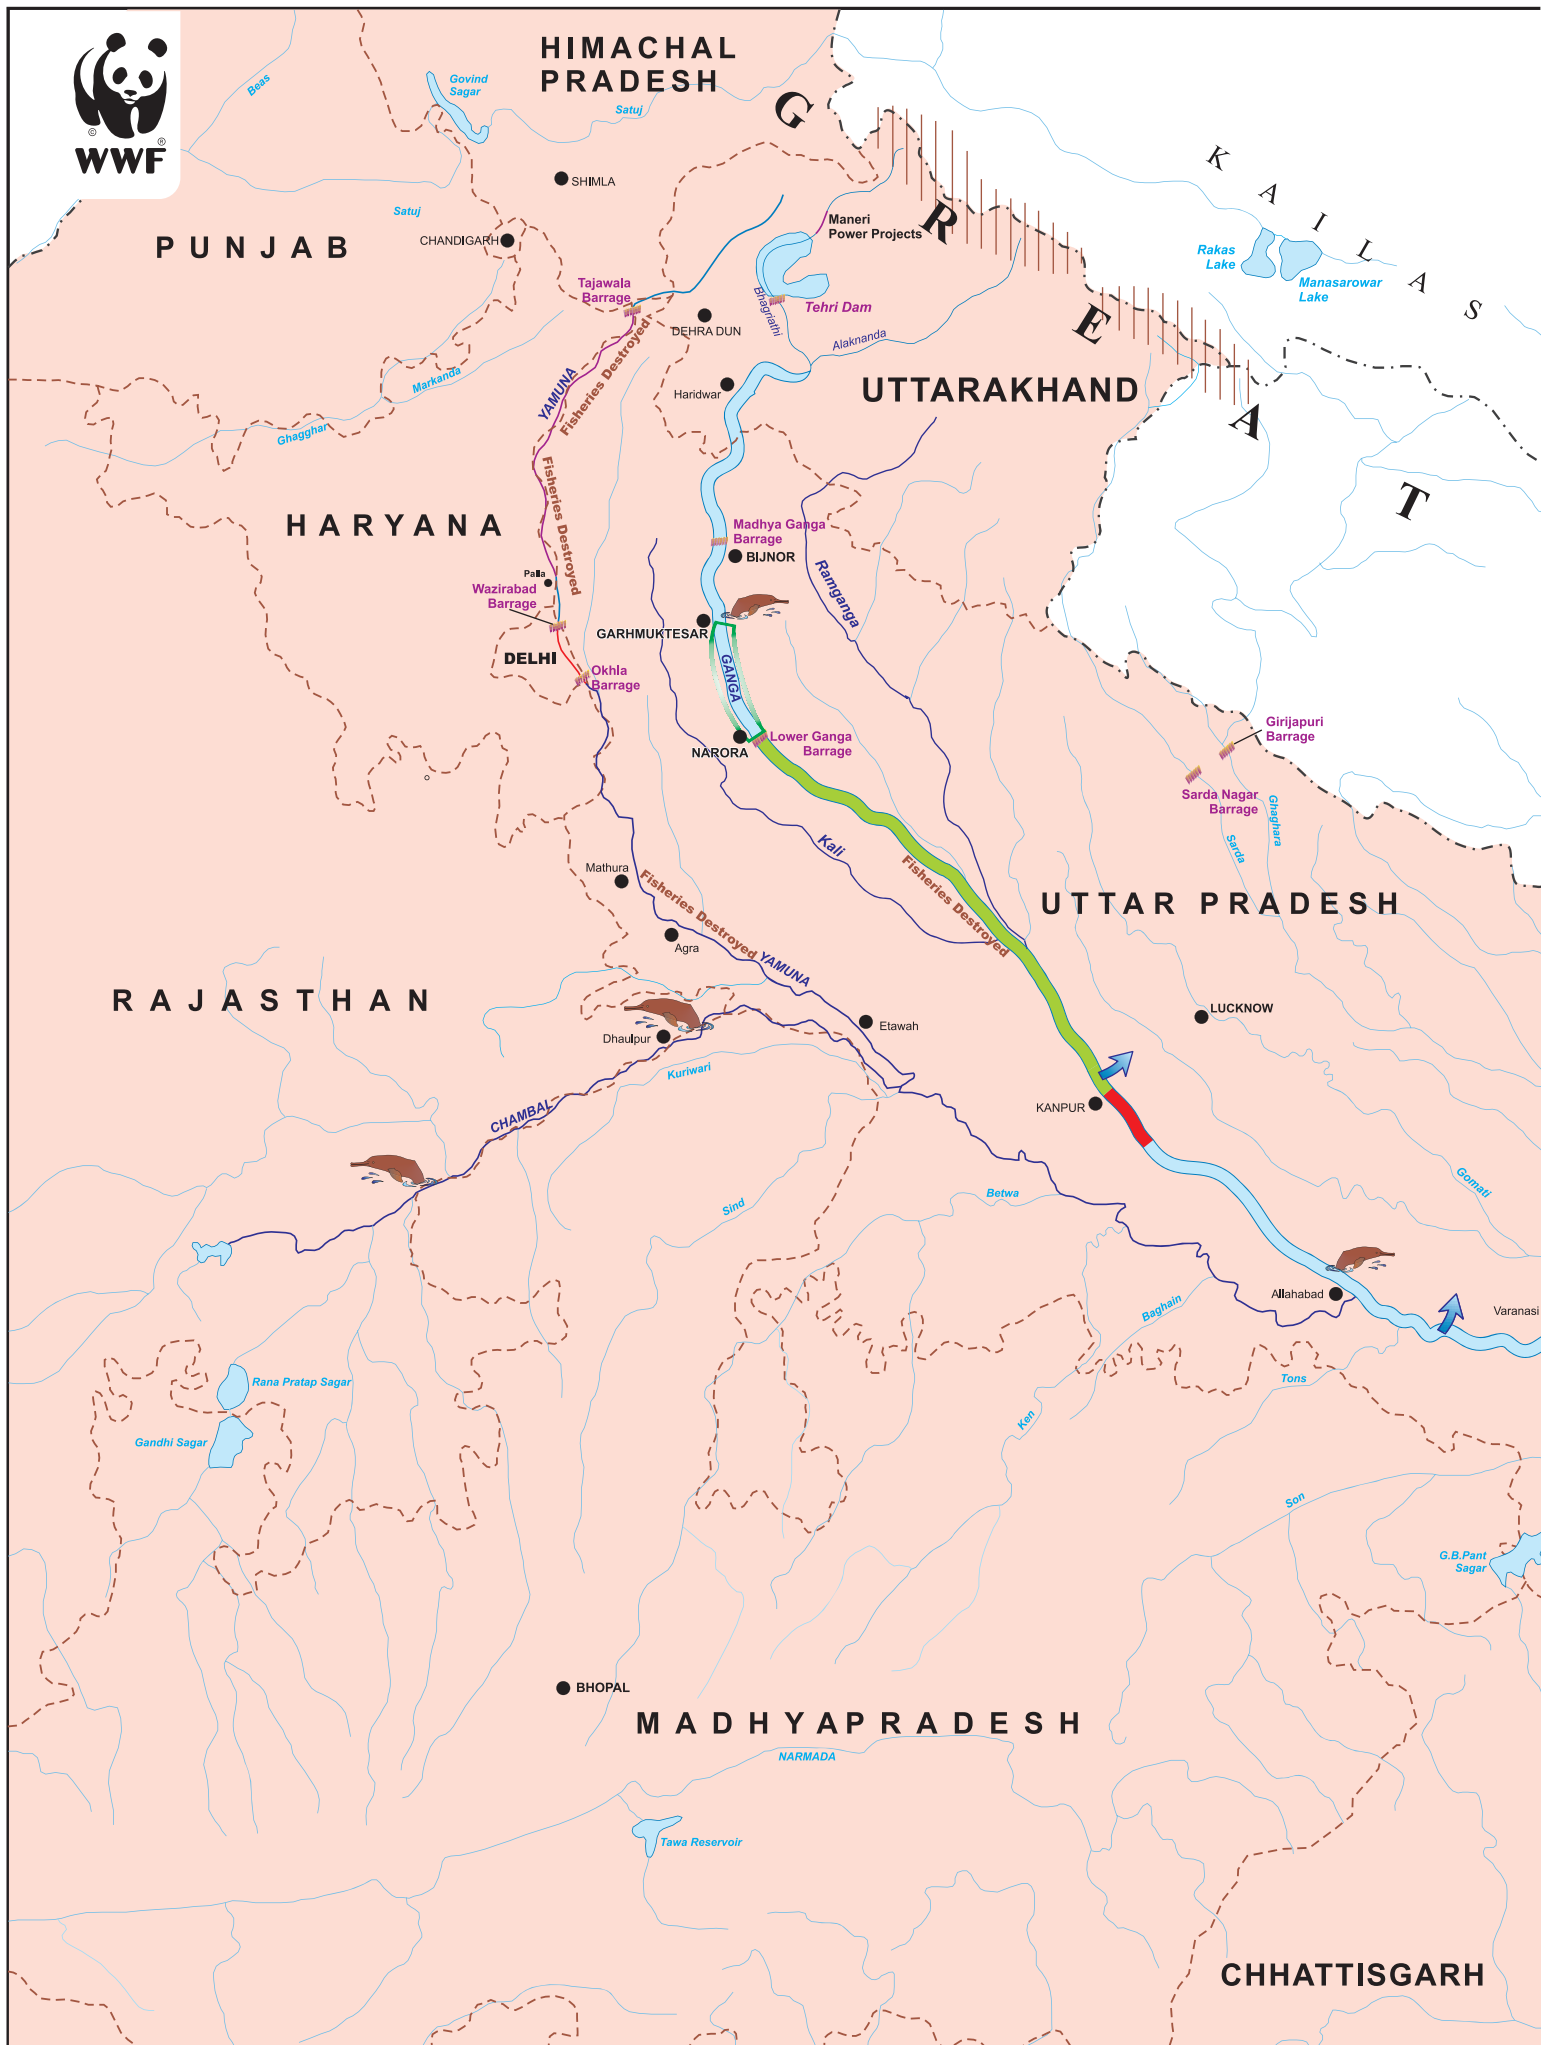 HIMACHAL
PRADESH
Beas
Govind
Sagar
Satuj
G
©
®
WWF
K
A
I
L
A
S
SHIMLA
Satuj
R
Maneri
Power Projects
PUNJAB
CHANDIGARH
Rakas
Lake
Manasarowar
Lake
Tajawala
Barrage
Bhagriathi
Tehri Dam
E
DEHRA DUN
Alaknanda
Fisheries Destroyed
YAMUNA
Markanda
Haridwar
UTTARAKHAND
A
Ghagghar
T
HARYANA
Fisheries Destroyed
Madhya Ganga
Barrage
BIJNOR
Ramganga
Palla
Wazirabad
Barrage
GARHMUKTESAR
DELHI
GANGA
Okhla
Barrage
NARORA
Lower Ganga
Barrage
Girijapuri
Barrage
Sarda Nagar
Barrage
Ghaghara
Sarda
Kali
Mathura
Fisheries Destroyed
Fisheries Destroyed
UTTAR PRADESH
Agra
YAMUNA
RAJASTHAN
LUCKNOW
Etawah
Dhaulpur
Kuriwari
CHAMBAL
KANPUR
Gomati
Betwa
Sind
Allahabad
Baghain
Varanasi
Rana Pratap Sagar
Tons
Ken
Gandhi Sagar
Son
G.B.Pant
Sagar
BHOPAL
MADHYAPRADESH
NARMADA
Tawa Reservoir
CHHATTISGARH